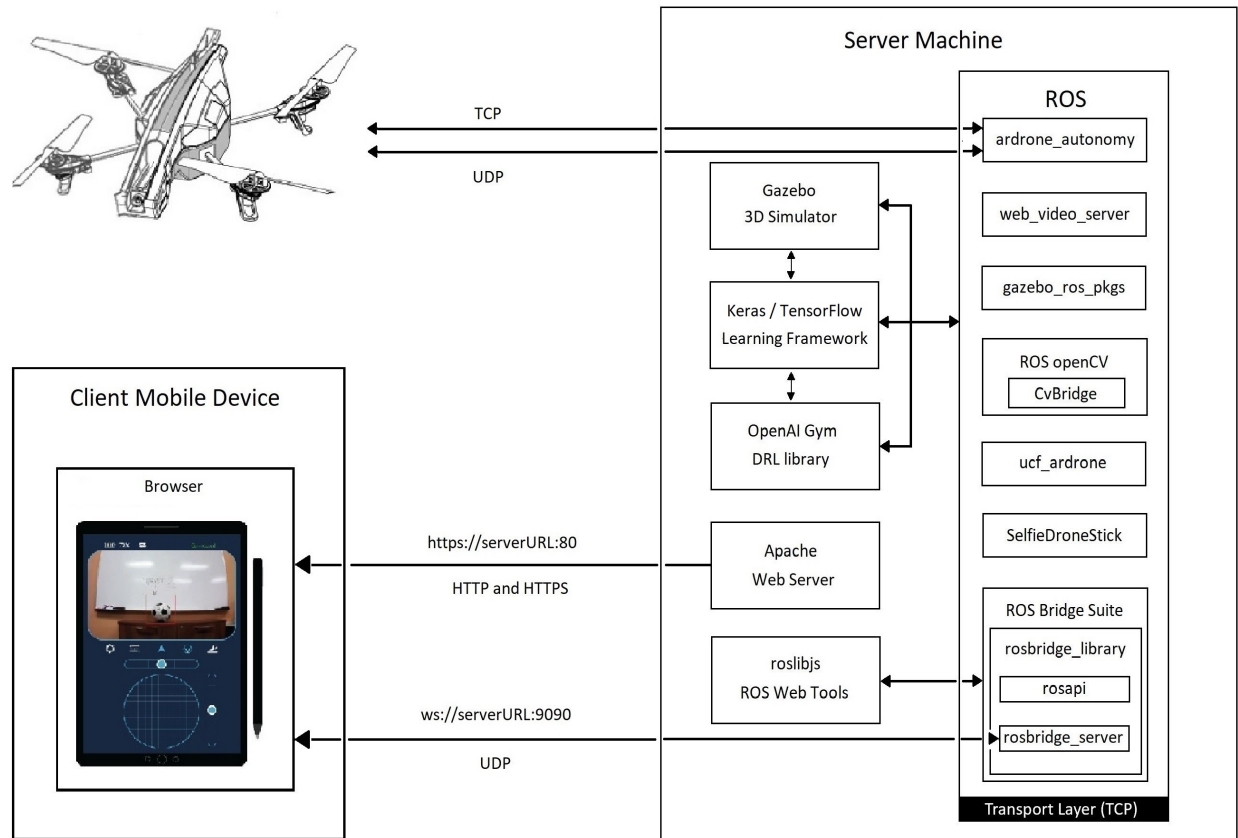 Server Machine
ROS
TCP
ardrone_autonomy
UDP
Gazebo
3D Simulator
web_video_server
gazebo_ros_pkgs
Keras / TensorFlow
Learning Framework
ROS openCV
CvBridge
Client Mobile Device
OpenAI Gym
DRL library
ucf_ardrone
Browser
SelfieDroneStick
https://serverURL:80
HTTP and HTTPS
Apache
Web Server
ROS Bridge Suite
rosbridge_library
rosapi
roslibjs
ROS Web Tools
ws://serverURL:9090
UDP
rosbridge_server
Transport Layer (TCP)